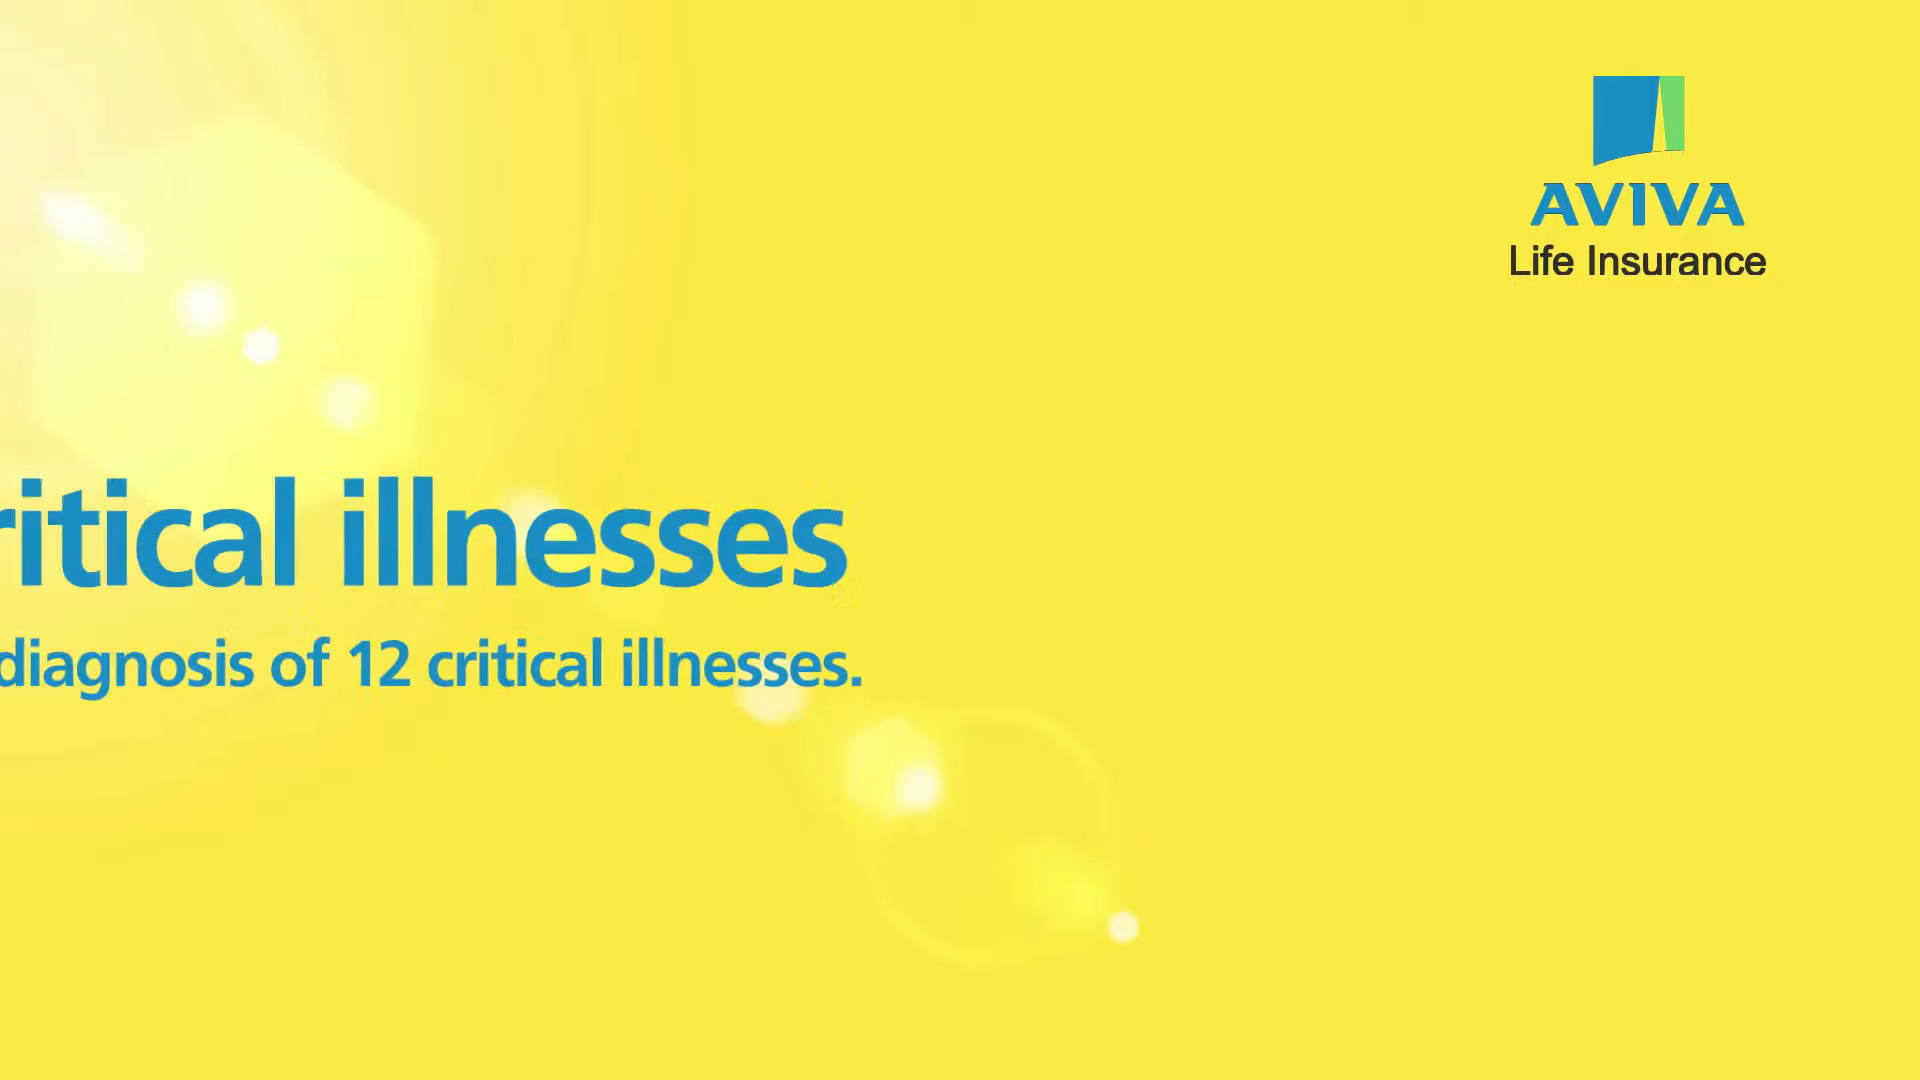 AVIVA
Life Insurance
ritical illnesses
diagnosis of 12 critical illnesses.